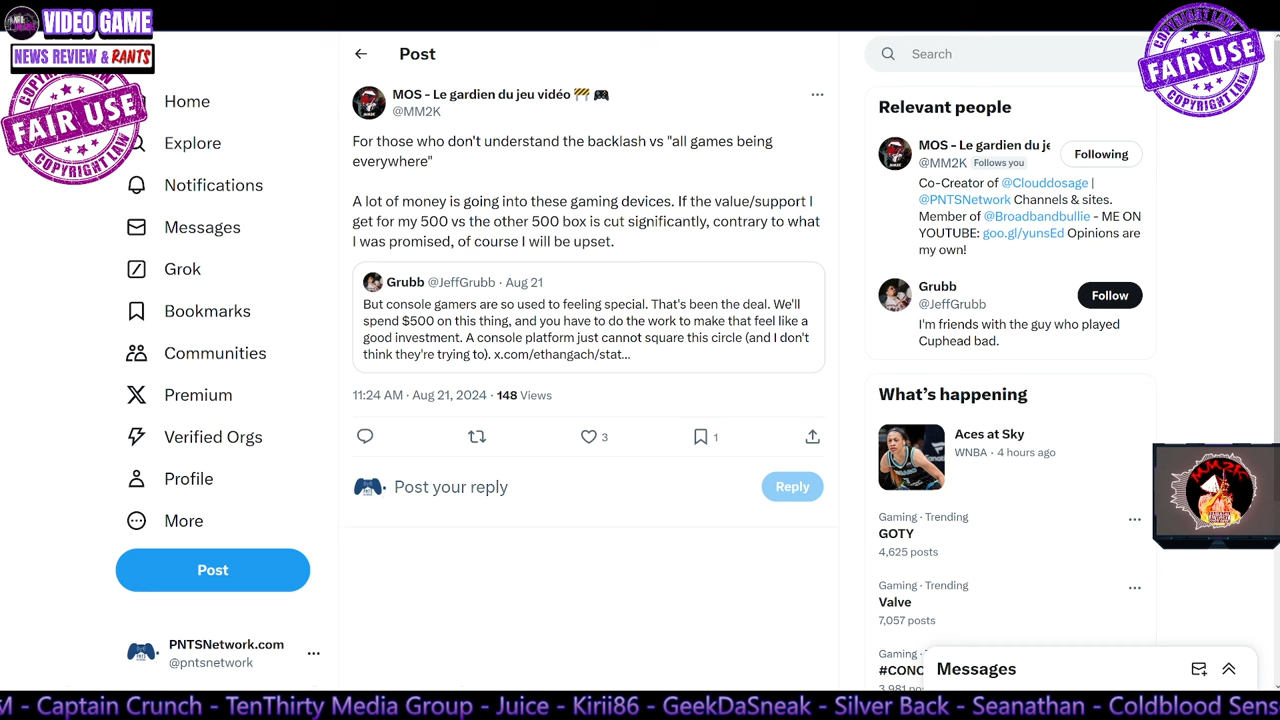 VIDEO GAME
NEWS REVIEW & RANTS
COPYRIGHT LAW
FAIR USE
COPYRIGHT LAW
Home
Explore
Notifications
Messages
Grok
Bookmarks
Communities
Premium
Verified Orgs
Profile
More
Post
PNTSNetwork.com
@pntsnetwork
Post
MOS - Le gardien du jeu vidéo 🚧 🎮
@MM2K
For those who don't understand the backlash vs "all games being
everywhere"
A lot of money is going into these gaming devices. If the value/support I
get for my 500 vs the other 500 box is cut significantly, contrary to what
I was promised, of course I will be upset.
Grubb @JeffGrubb · Aug 21
But console gamers are so used to feeling special. That's been the deal. We'll
spend $500 on this thing, and you have to do the work to make that feel like a
good investment. A console platform just cannot square this circle (and I don't
think they're trying to). x.com/ethangach/stat...
11:24 AM · Aug 21, 2024 · 148 Views
3
1
Post your reply
Reply
Search
COPYRIGHT LAW
FAIR USE
COPYRIGHT LAW
Relevant people
MOS - Le gardien du je
@MM2K Follows you
Following
Co-Creator of @Clouddosage |
@PNTSNetwork Channels & sites.
Member of @Broadbandbullie - ME ON
YOUTUBE: goo.gl/yunsEd Opinions are
my own!
Grubb
@JeffGrubb
Follow
I'm friends with the guy who played
Cuphead bad.
What's happening
Aces at Sky
WNBA · 4 hours ago
Gaming · Trending
GOTY
4,625 posts
Gaming · Trending
Valve
7,057 posts
Gaming ·
#CONC
3,981 pos
Messages
MM2K
M - Captain Crunch - TenThirty Media Group - Juice - Kirii86 - GeekDaSneak - Silver Back - Seanathan - Coldblood Sens